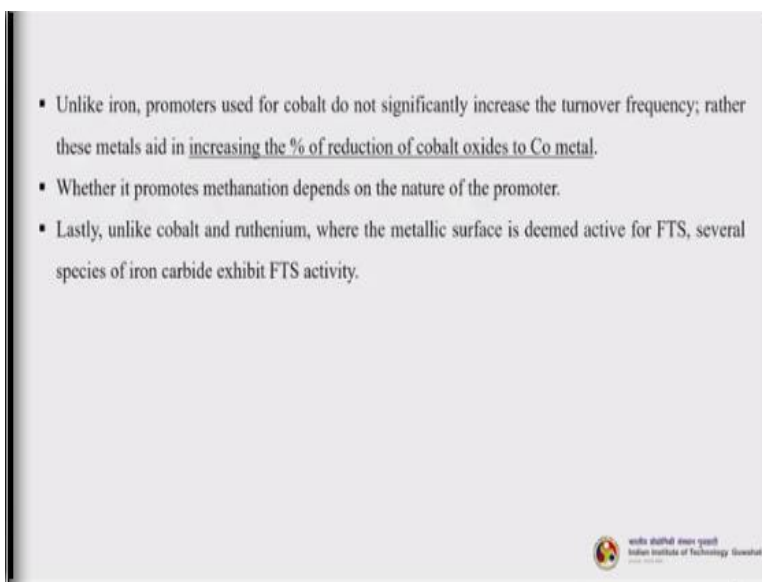 ▪ Unlike iron, promoters used for cobalt do not significantly increase the turnover frequency; rather
these metals aid in increasing the % of reduction of cobalt oxides to Co metal.
▪ Whether it promotes methanation depends on the nature of the promoter.
▪ Lastly, unlike cobalt and ruthenium, where the metallic surface is deemed active for FTS, several
species of iron carbide exhibit FTS activity.
Indian Institute of Technology Guwahat